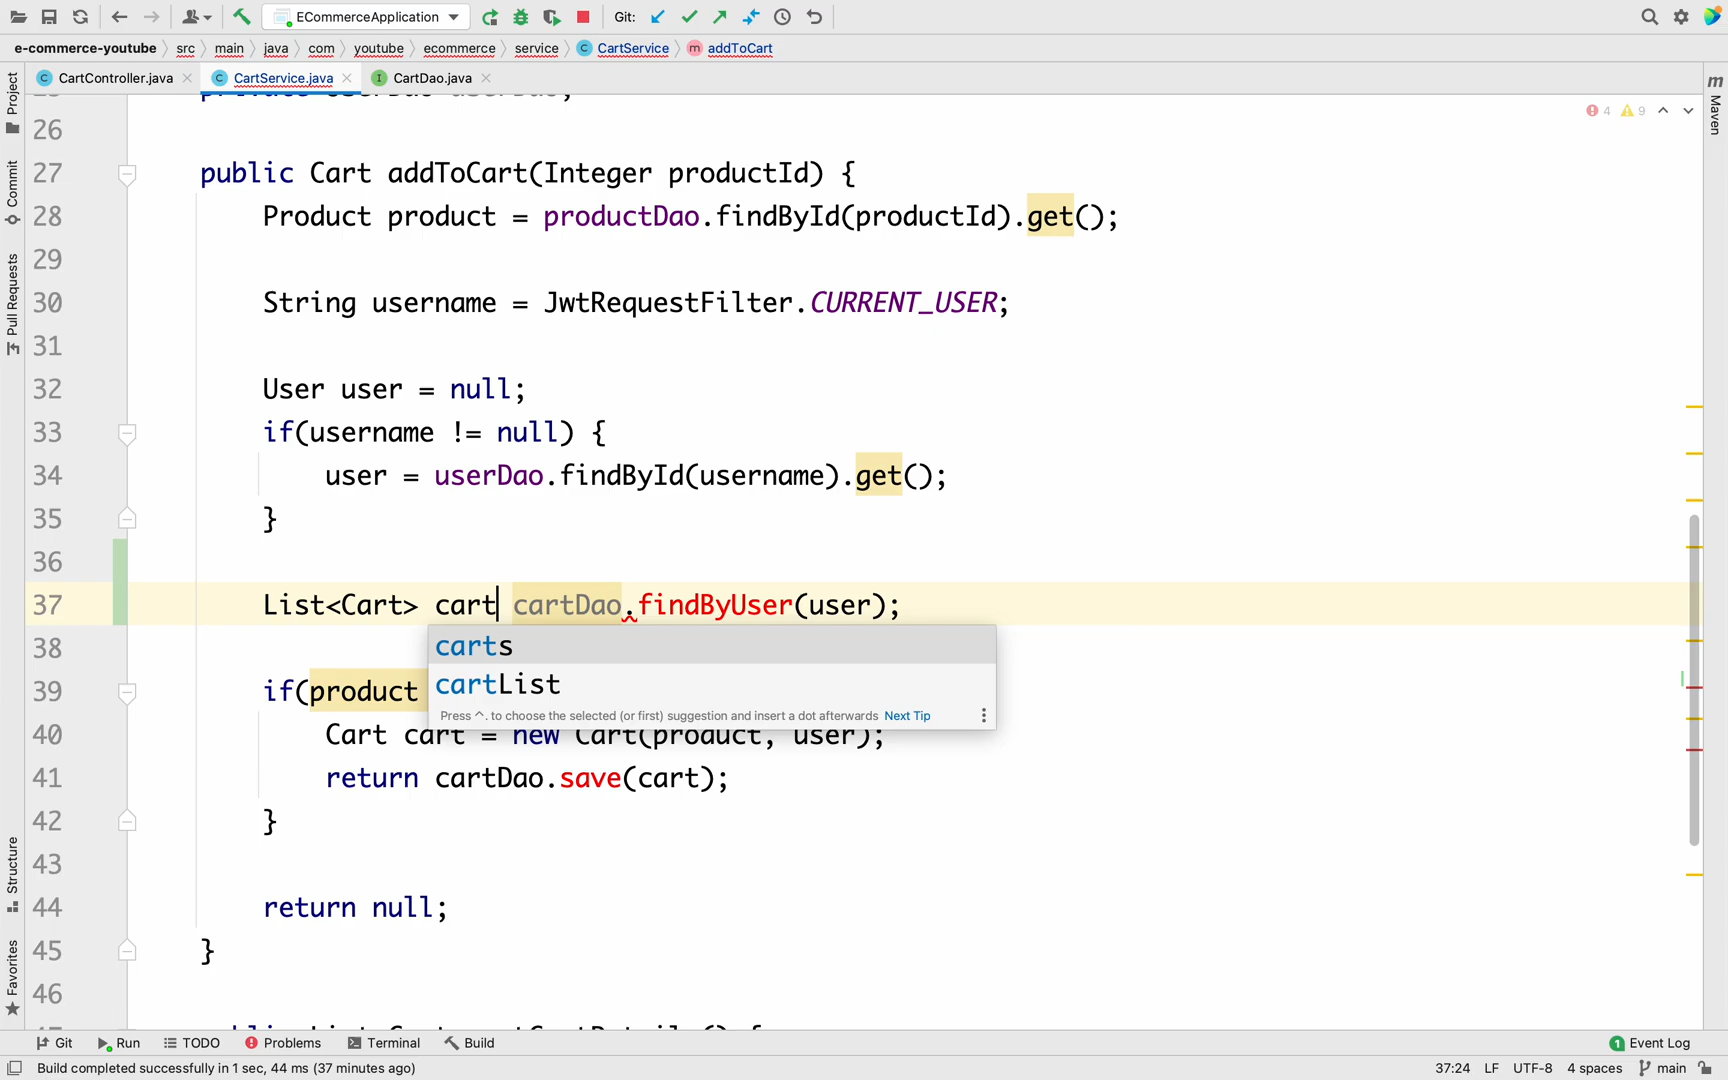 ECommerceApplication Git:
e-commerce-youtube src main java com youtube ecommerce service CartService addToCart
CartController.java CartService.java CartDao.java
Project
Commit
Pull Requests
Structure
Favorites
m
Maven
4 9
26
27 public Cart addToCart(Integer productId) {
28 Product product = productDao.findById(productId).get();
29
30 String username = JwtRequestFilter.CURRENT_USER;
31
32 User user = null;
33 if(username != null) {
34 user = userDao.findById(username).get();
35 }
36
37 List<Cart> cart cartDao.findByUser(user);
carts
cartList
Press ^. to choose the selected (or first) suggestion and insert a dot afterwards Next Tip
38
39 if(product
40 Cart cart = new Cart(product, user);
41 return cartDao.save(cart);
42 }
43
44 return null;
45 }
46
Git Run TODO Problems Terminal Build 1 Event Log
Build completed successfully in 1 sec, 44 ms (37 minutes ago) 37:24 LF UTF-8 4 spaces main